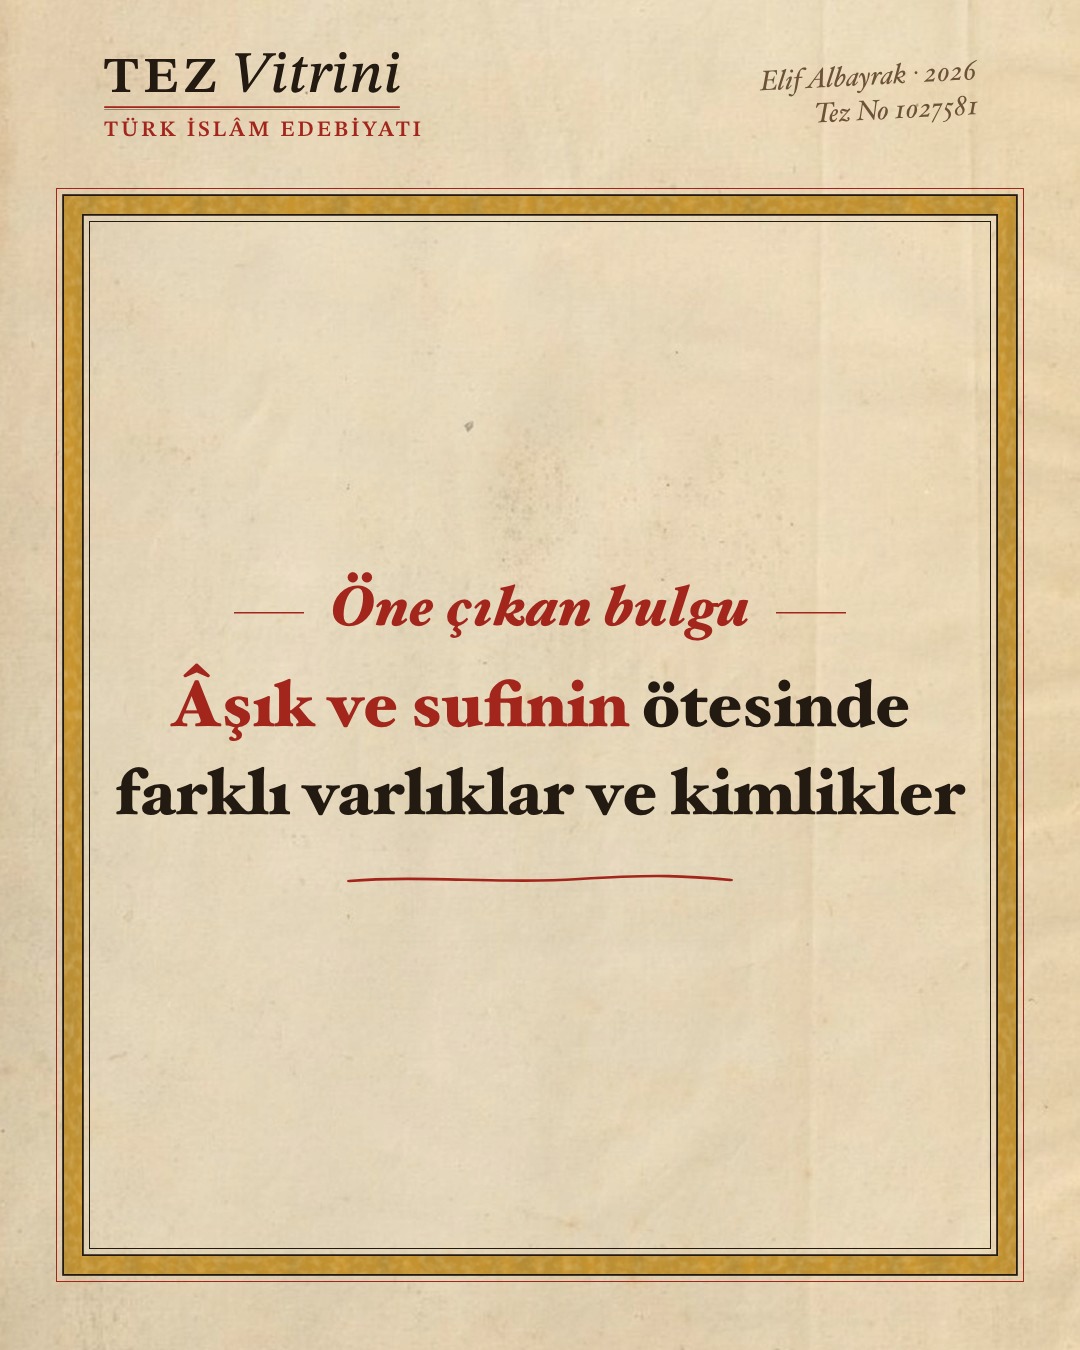 TEZ Vitrini
TÜRK İSLÂM EDEBİYATI
Elif Albayrak · 2026
Tez No 1027581
Öne çıkan bulgu
Âşık ve sufinin ötesinde
farklı varlıklar ve kimlikler